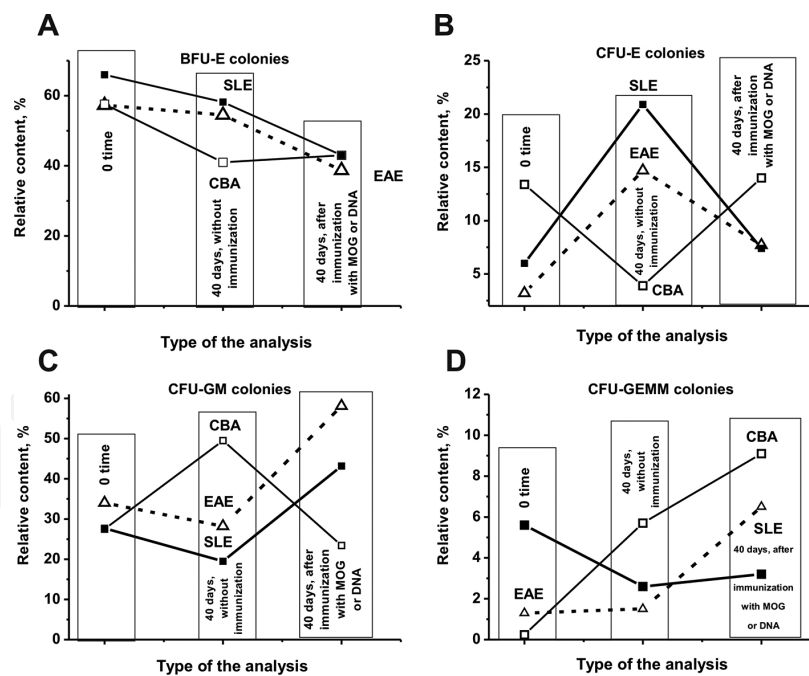 A
BFU-E colonies
Relative content, %
60
40
20
0
0 time
SLE
CBA
40 days, without
immunization
40 days, after
immunization
with MOG or DNA
EAE
Type of the analysis
B
CFU-E colonies
Relative content, %
25
20
15
10
5
0 time
SLE
EAE
40 days, without
immunization
CBA
40 days, after
immunization
with MOG or DNA
Type of the analysis
C
CFU-GM colonies
Relative content, %
60
50
40
30
20
10
0
0 time
CBA
EAE
SLE
40 days,
without
immunization
40 days, after
immunization
with MOG
or DNA
Type of the analysis
D
CFU-GEMM colonies
Relative content, %
12
10
8
6
4
2
0
0 time
EAE
40 days,
without
immunization
CBA
SLE
40 days, after
immunization
with MOG
or DNA
Type of the analysis